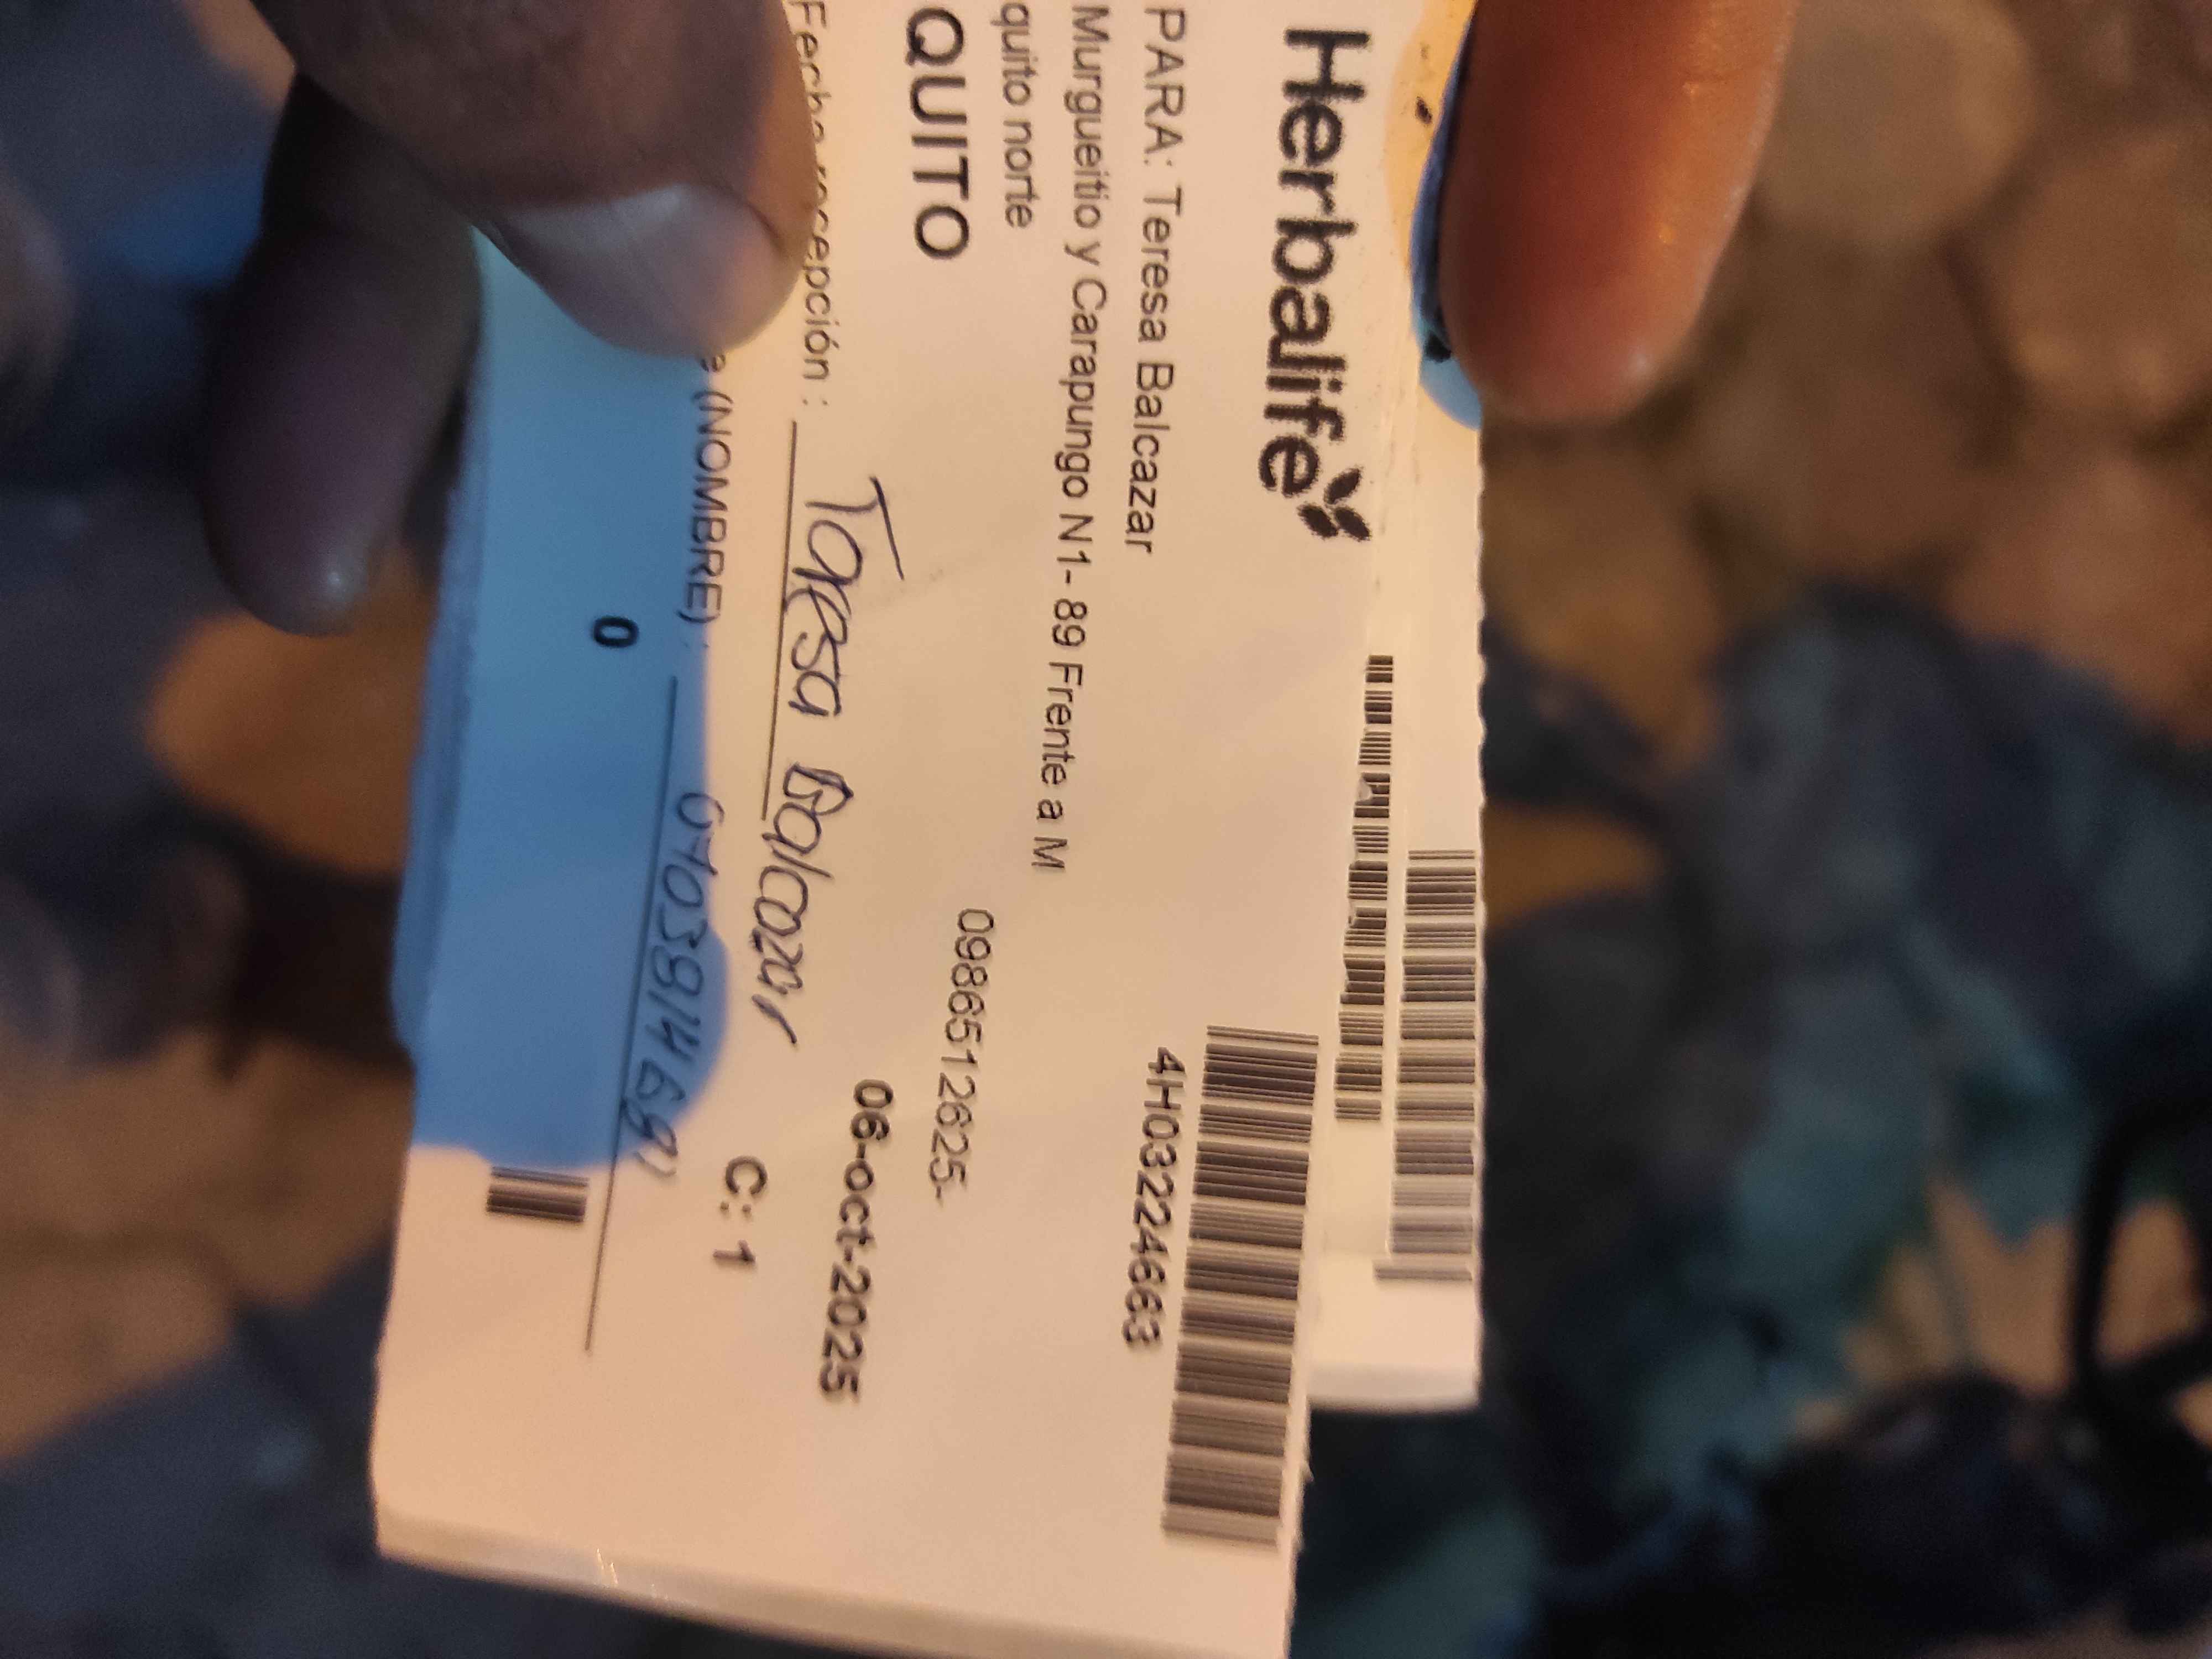 Herbalife
4H03224663
PARA: Teresa Balcazar
Murgueitio y Carapungo N1- 89 Frente a M
quito norte
0986512625-
QUITO
06-oct-2025
recepción :
Teresa Balcazar
C: 1
(NOMBRE) :
0